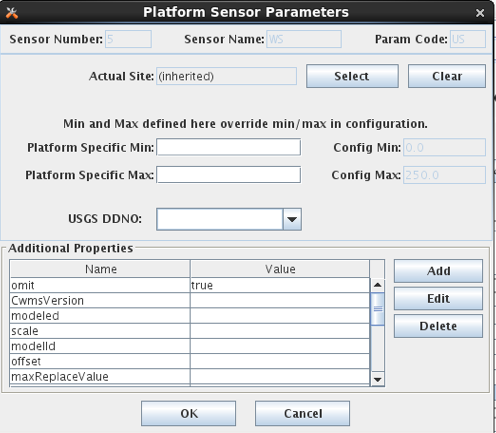 Platform Sensor Parameters
Sensor Number: Sensor Name: WS Param Code: US
Actual Site: (inherited) Select Clear
Min and Max defined here override min/max in configuration.
Platform Specific Min: Config Min: 0.0
Platform Specific Max: Config Max: 250.0
USGS DDNO:
Additional Properties
Name Value Add
omit true
CwmsVersion Edit
modeled
scale Delete
modelId
offset
maxReplaceValue
OK Cancel